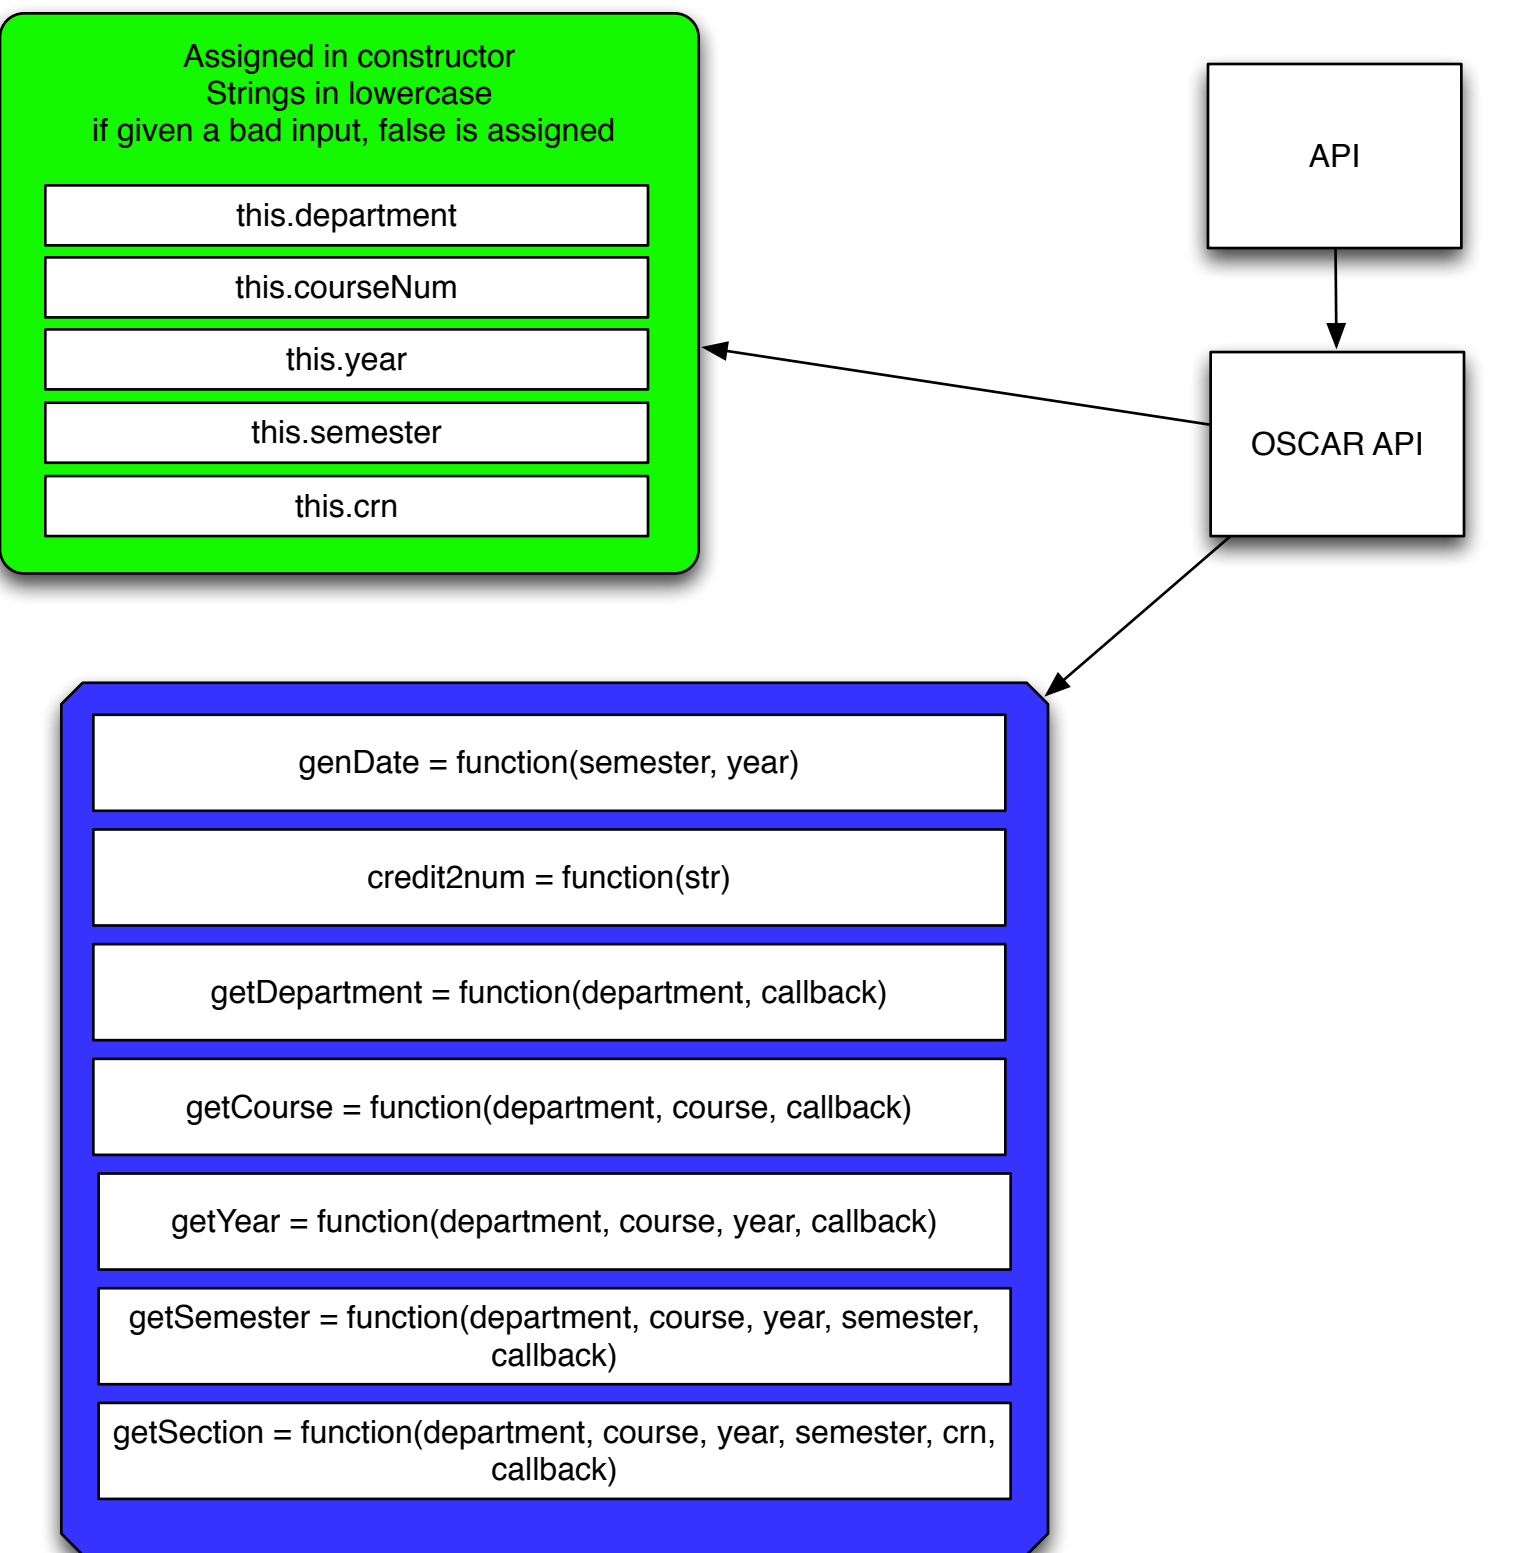 Assigned in constructor
Strings in lowercase
if given a bad input, false is assigned
this.department
this.courseNum
this.year
this.semester
this.crn
API
OSCAR API
genDate = function(semester, year)
credit2num = function(str)
getDepartment = function(department, callback)
getCourse = function(department, course, callback)
getYear = function(department, course, year, callback)
getSemester = function(department, course, year, semester,
callback)
getSection = function(department, course, year, semester, crn,
callback)